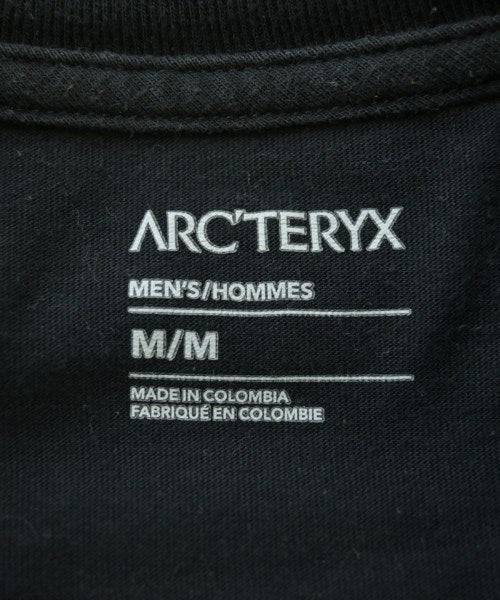 ARC'TERYX
MEN'S/HOMMES
M/M
MADE IN COLOMBIA
FABRIQUÉ EN COLOMBIE